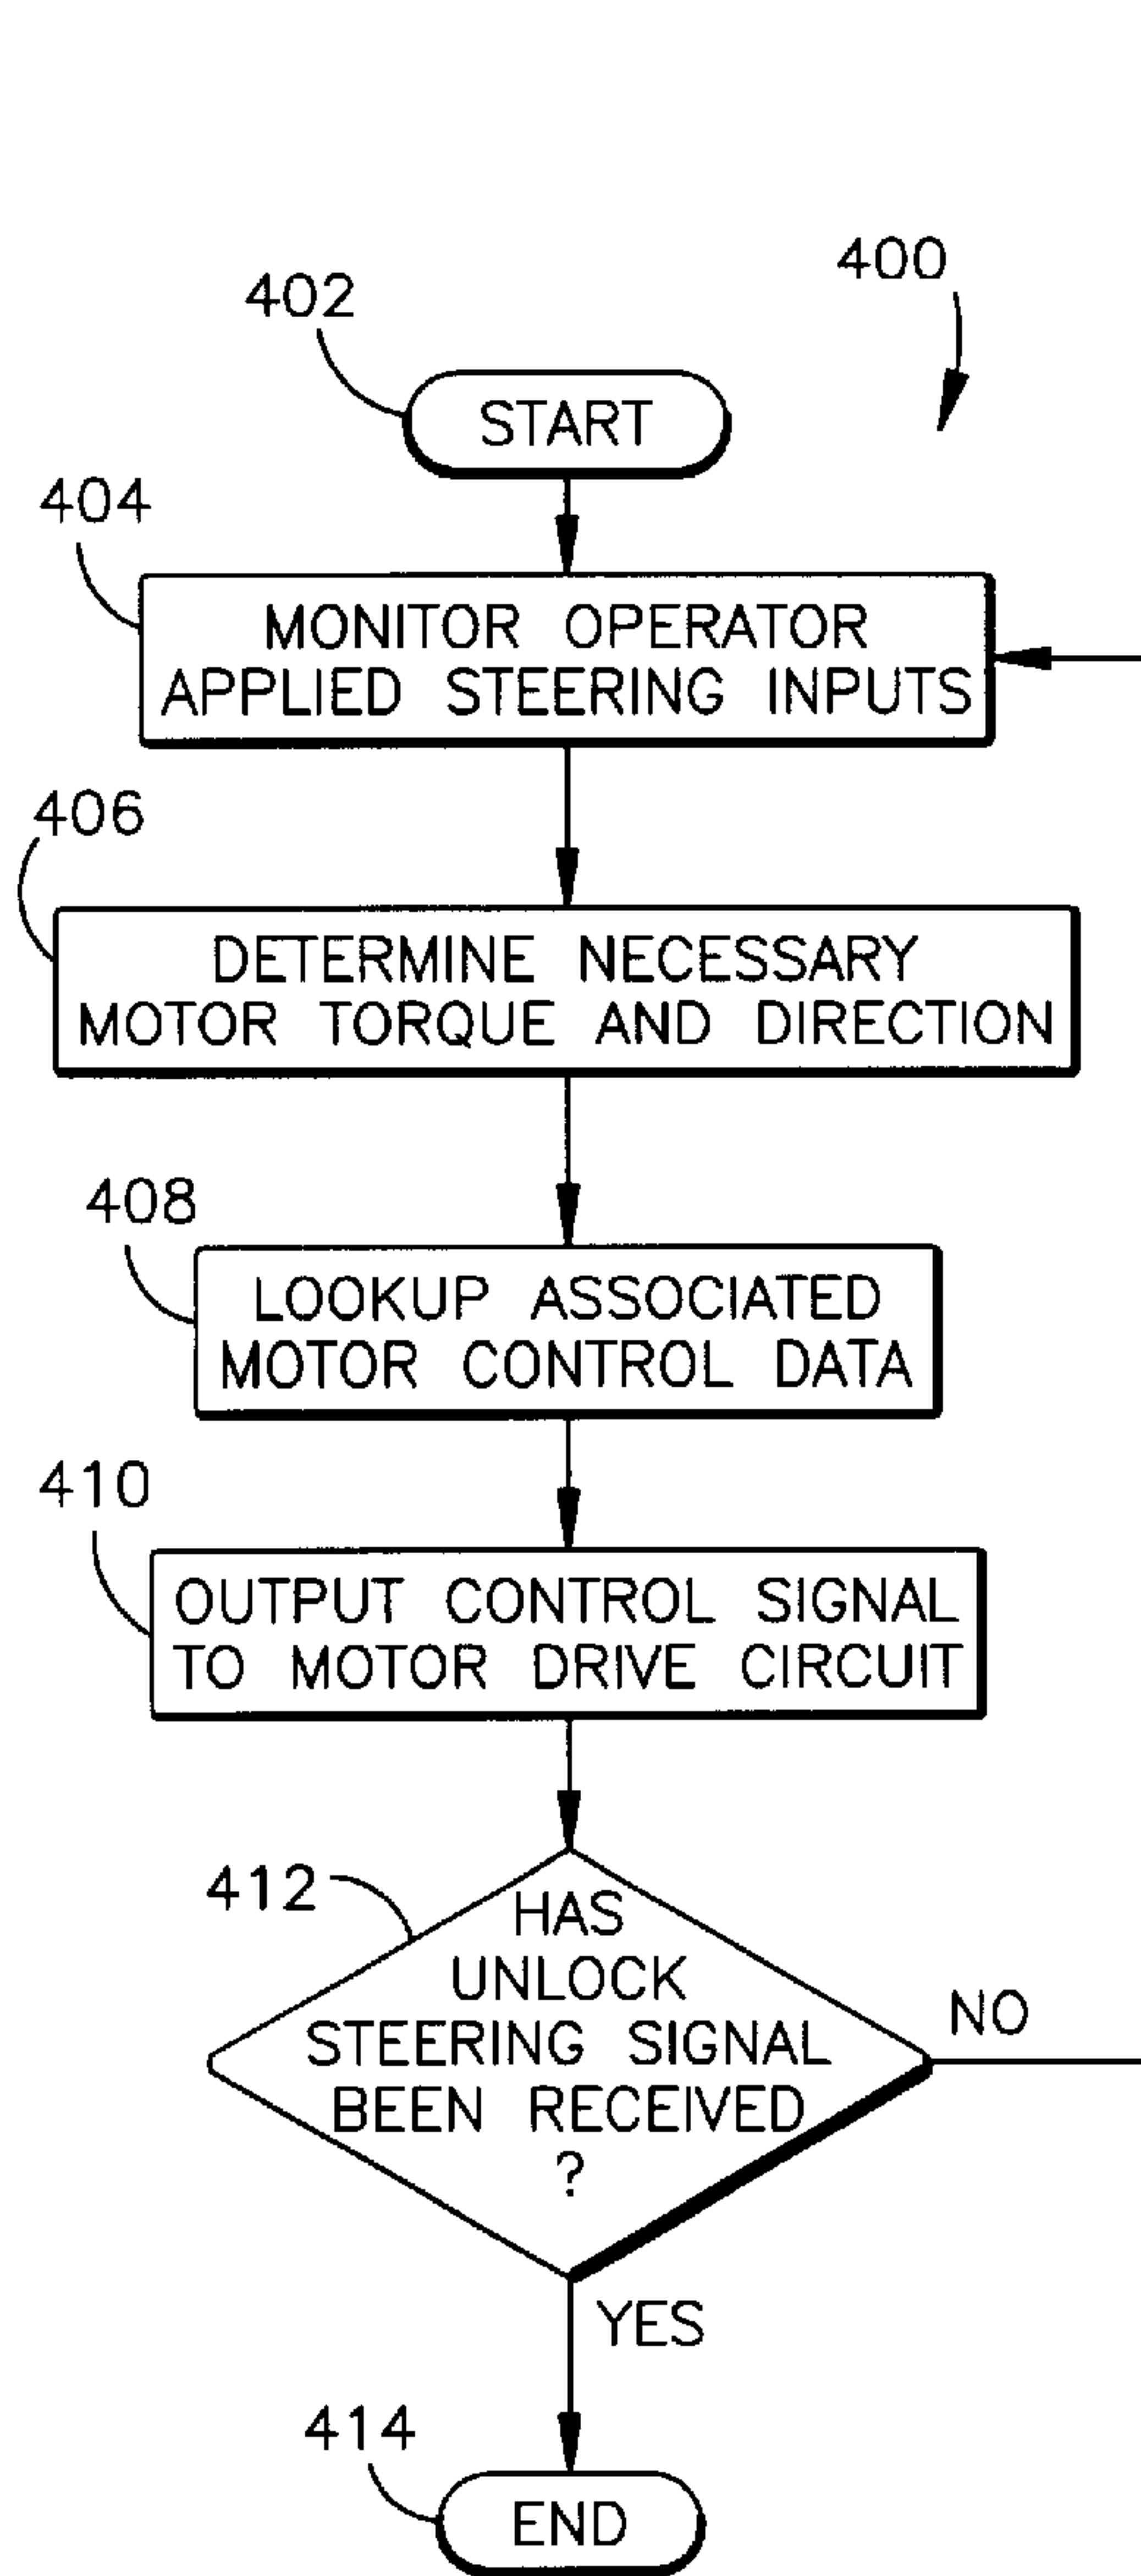 400
402
START
404
MONITOR OPERATOR
APPLIED STEERING INPUTS
406
DETERMINE NECESSARY
MOTOR TORQUE AND DIRECTION
408
LOOKUP ASSOCIATED
MOTOR CONTROL DATA
410
OUTPUT CONTROL SIGNAL
TO MOTOR DRIVE CIRCUIT
412
HAS
UNLOCK
STEERING SIGNAL
BEEN RECEIVED
?
NO
YES
414
END